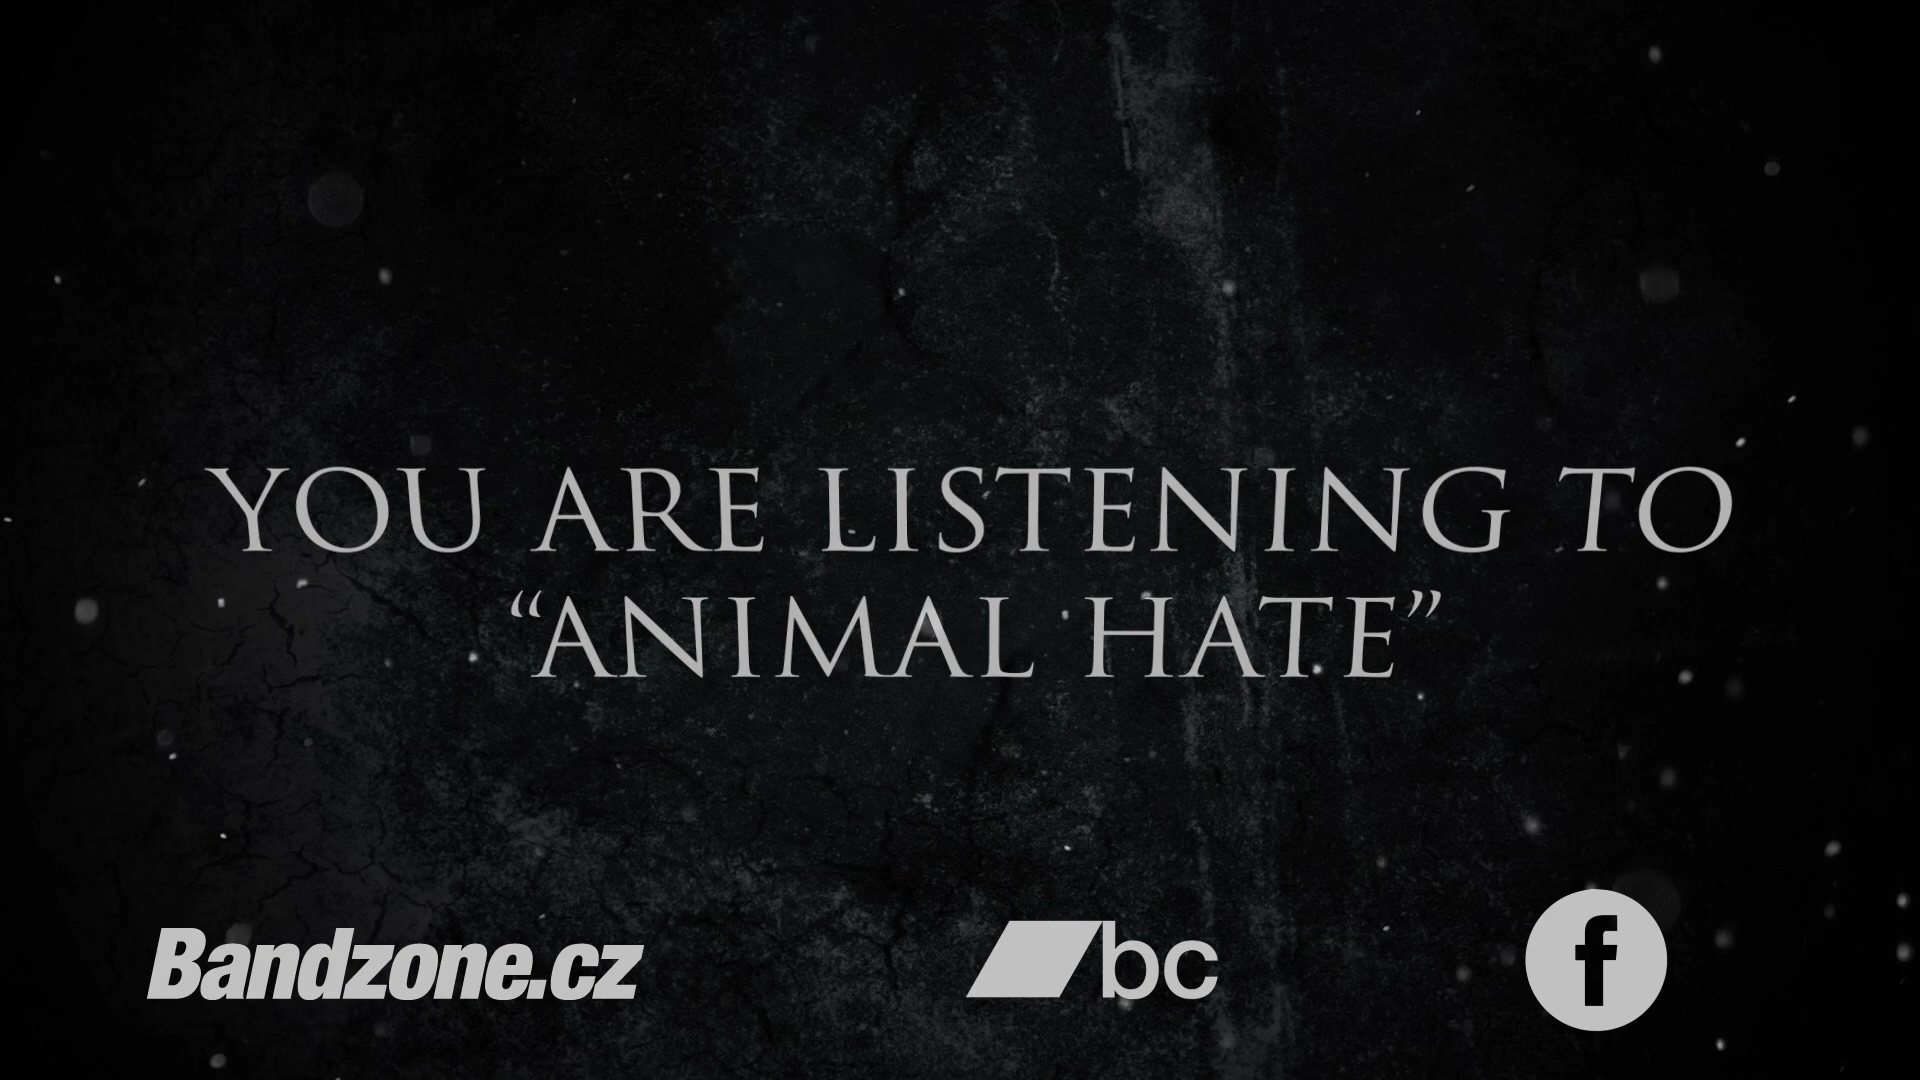 YOU ARE LISTENING TO
“ANIMAL HATE”
Bandzone.cz
bc
f